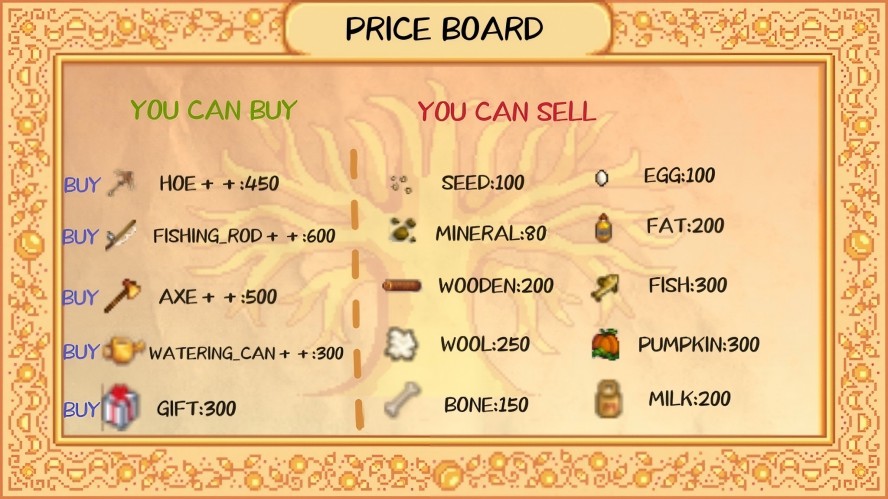 PRICE BOARD
YOU CAN BUY
YOU CAN SELL
BUY HOE + +:450
BUY FISHING_ROD + +:600
BUY AXE + +:500
BUY WATERING_CAN + +:300
BUY GIFT:300
SEED:100
MINERAL:80
WOODEN:200
WOOL:250
BONE:150
EGG:100
FAT:200
FISH:300
PUMPKIN:300
MILK:200